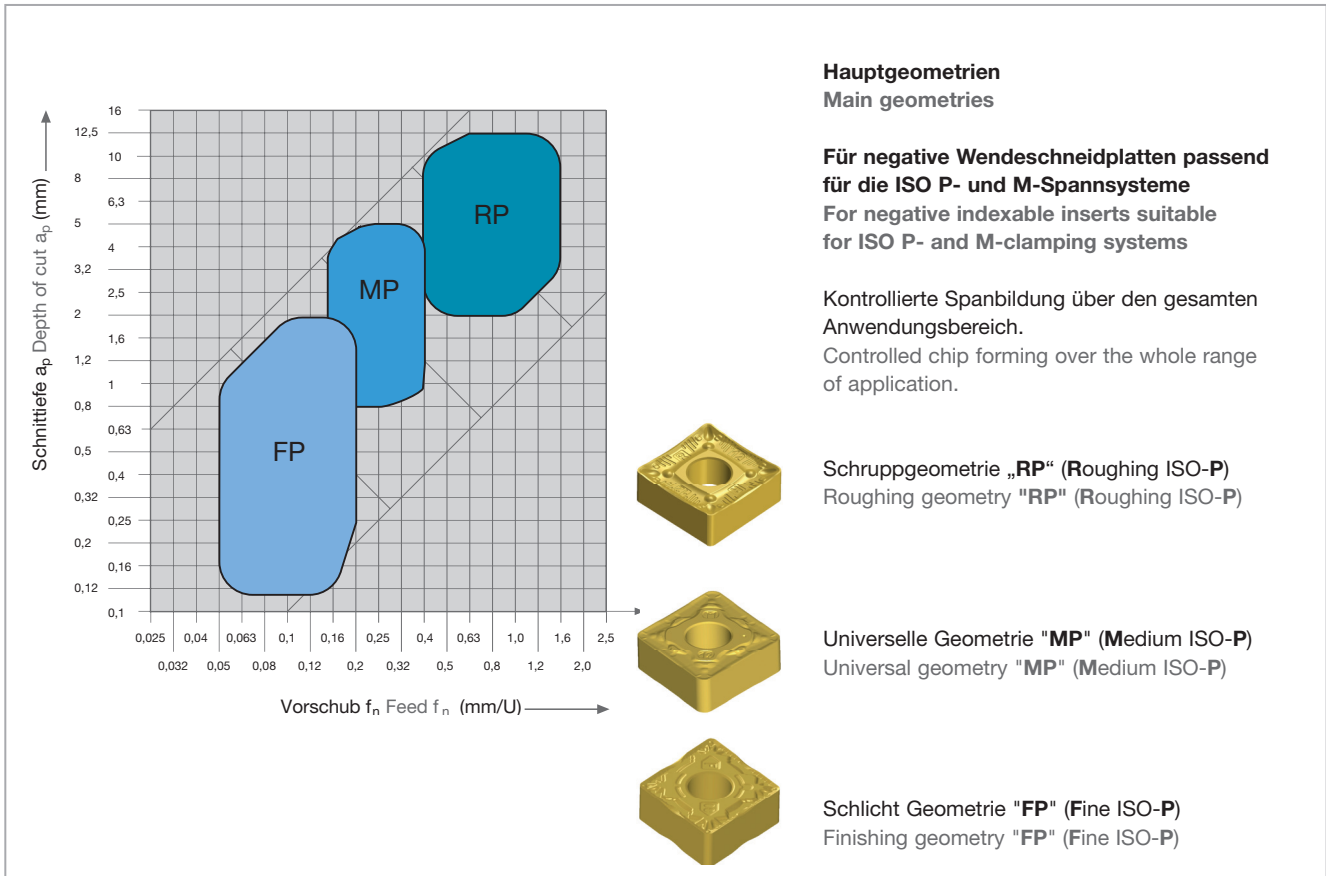 Hauptgeometrien
Main geometries
Für negative Wendeschneidplatten passend
für die ISO P- und M-Spannsysteme
For negative indexable inserts suitable
for ISO P- and M-clamping systems
Kontrollierte Spanbildung über den gesamten
Anwendungsbereich.
Controlled chip forming over the whole range
of application.
Schruppgeometrie „RP“ (Roughing ISO-P)
Roughing geometry "RP" (Roughing ISO-P)
Universelle Geometrie "MP" (Medium ISO-P)
Universal geometry "MP" (Medium ISO-P)
Schlicht Geometrie "FP" (Fine ISO-P)
Finishing geometry "FP" (Fine ISO-P)
Schnittiefe ap Depth of cut ap (mm)
16
12,5
10
8
6,3
5
4
3,2
2,5
2
1,6
1,2
1
0,8
0,63
0,5
0,4
0,32
0,25
0,2
0,16
0,12
0,1
RP
MP
FP
0,025 0,04 0,063 0,1 0,16 0,25 0,4 0,63 1,0 1,6 2,5
0,032 0,05 0,08 0,12 0,2 0,32 0,5 0,8 1,2 2,0
Vorschub fn Feed fn (mm/U)